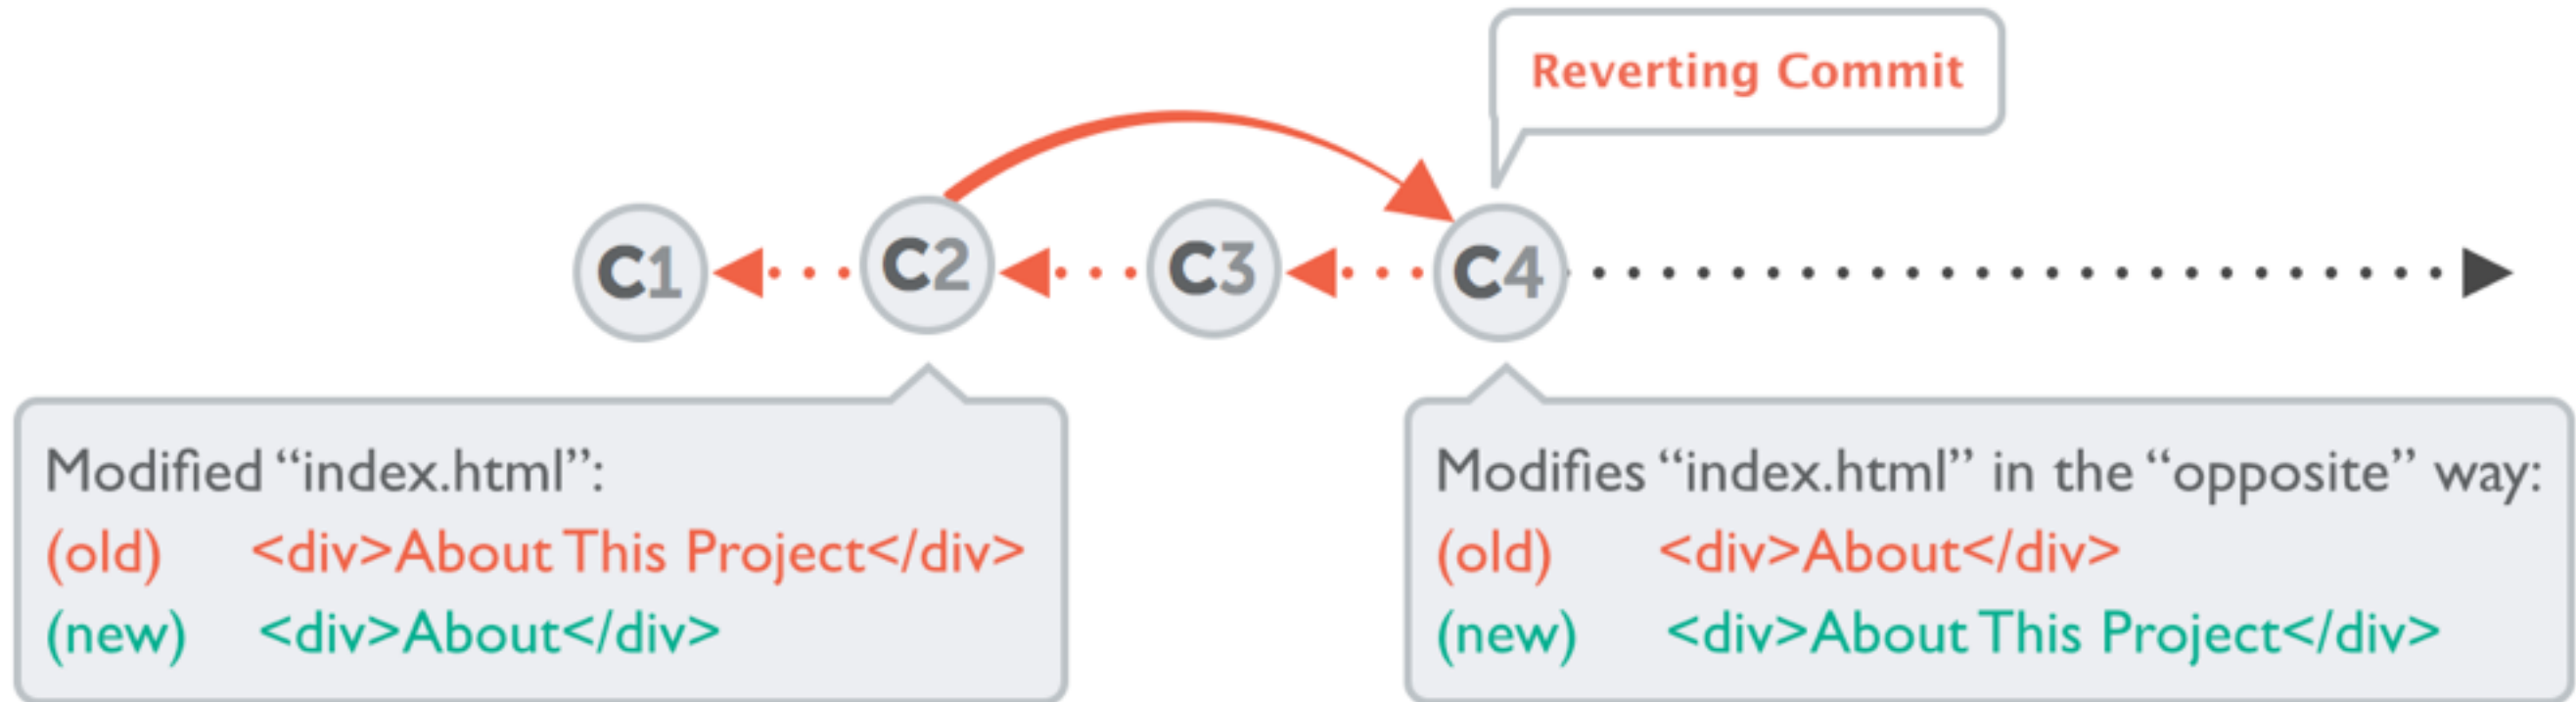 Reverting Commit
C1
C2
C3
C4
Modified “index.html”:
(old) <div>About This Project</div>
(new) <div>About</div>
Modifies “index.html” in the “opposite” way:
(old) <div>About</div>
(new) <div>About This Project</div>